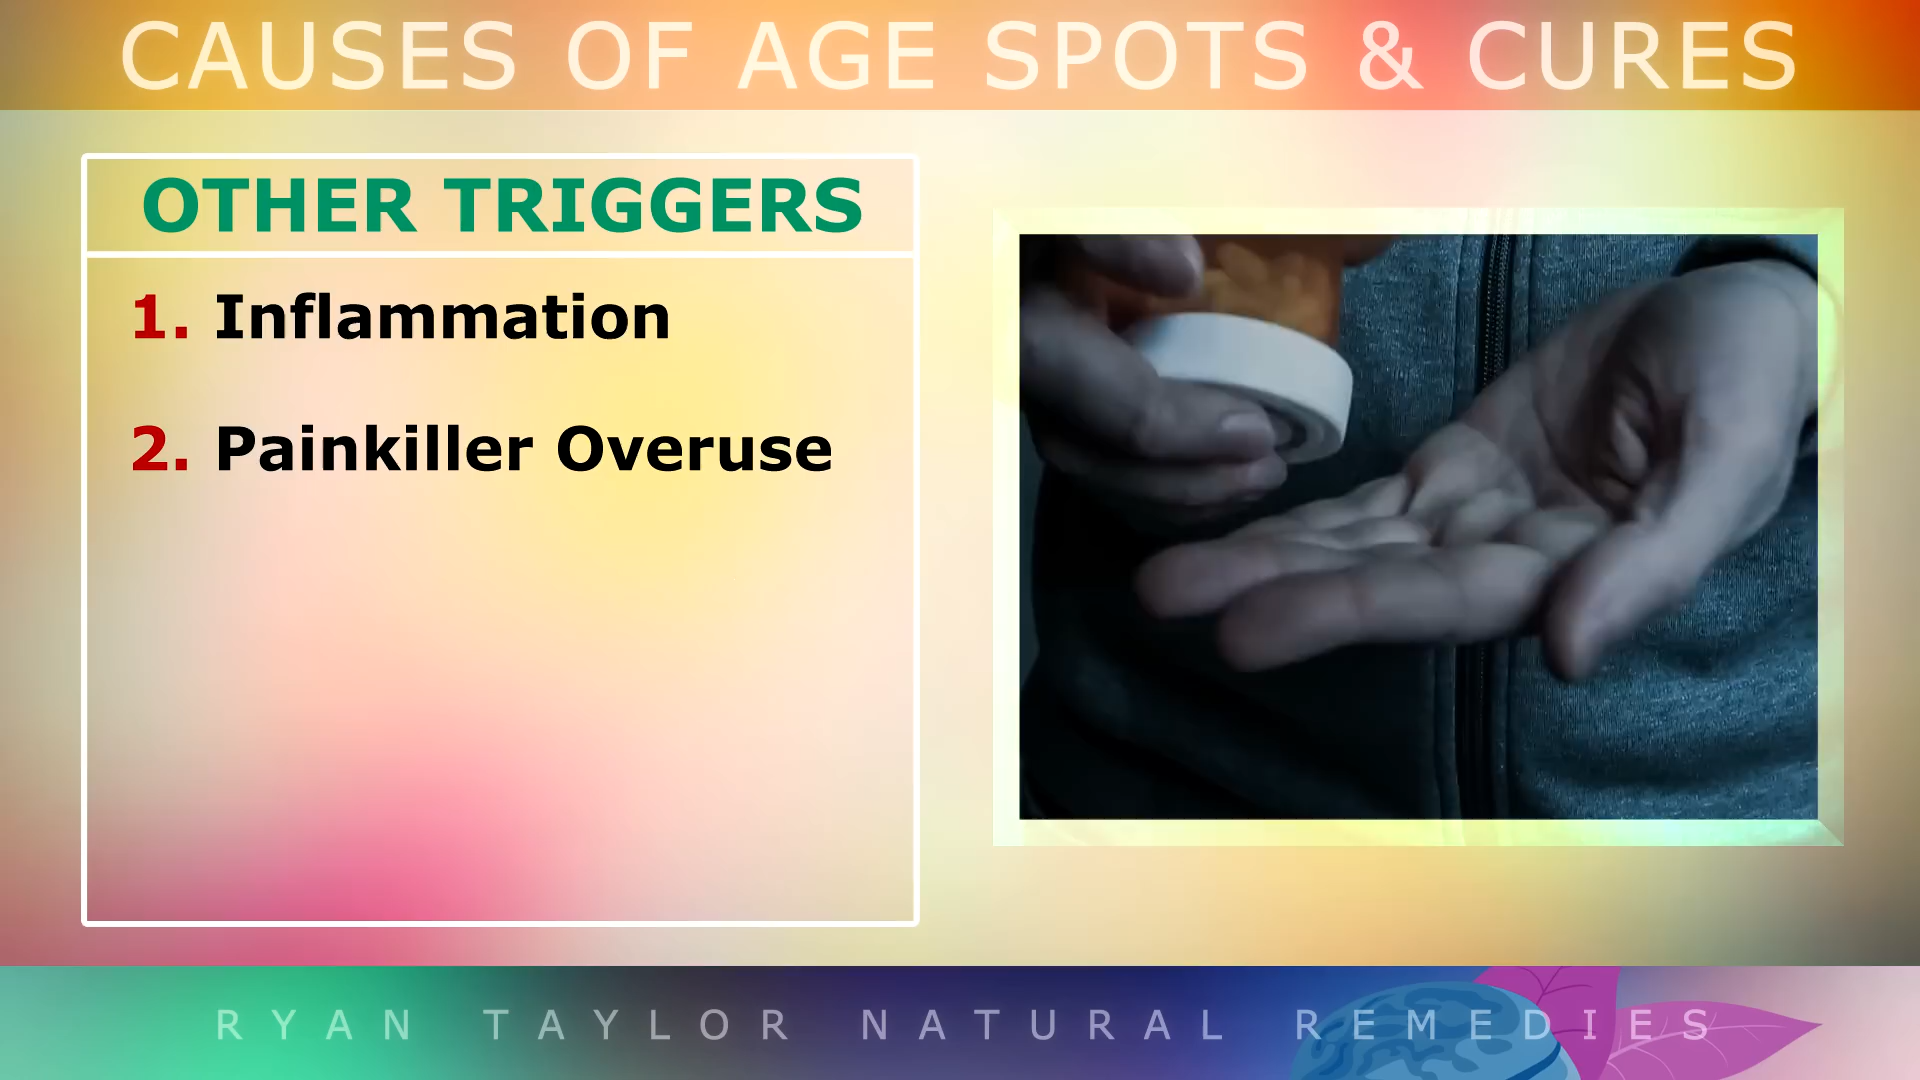 CAUSES OF AGE SPOTS & CURES
OTHER TRIGGERS
1. Inflammation
2. Painkiller Overuse
RYAN TAYLOR NATURAL REMEDIES